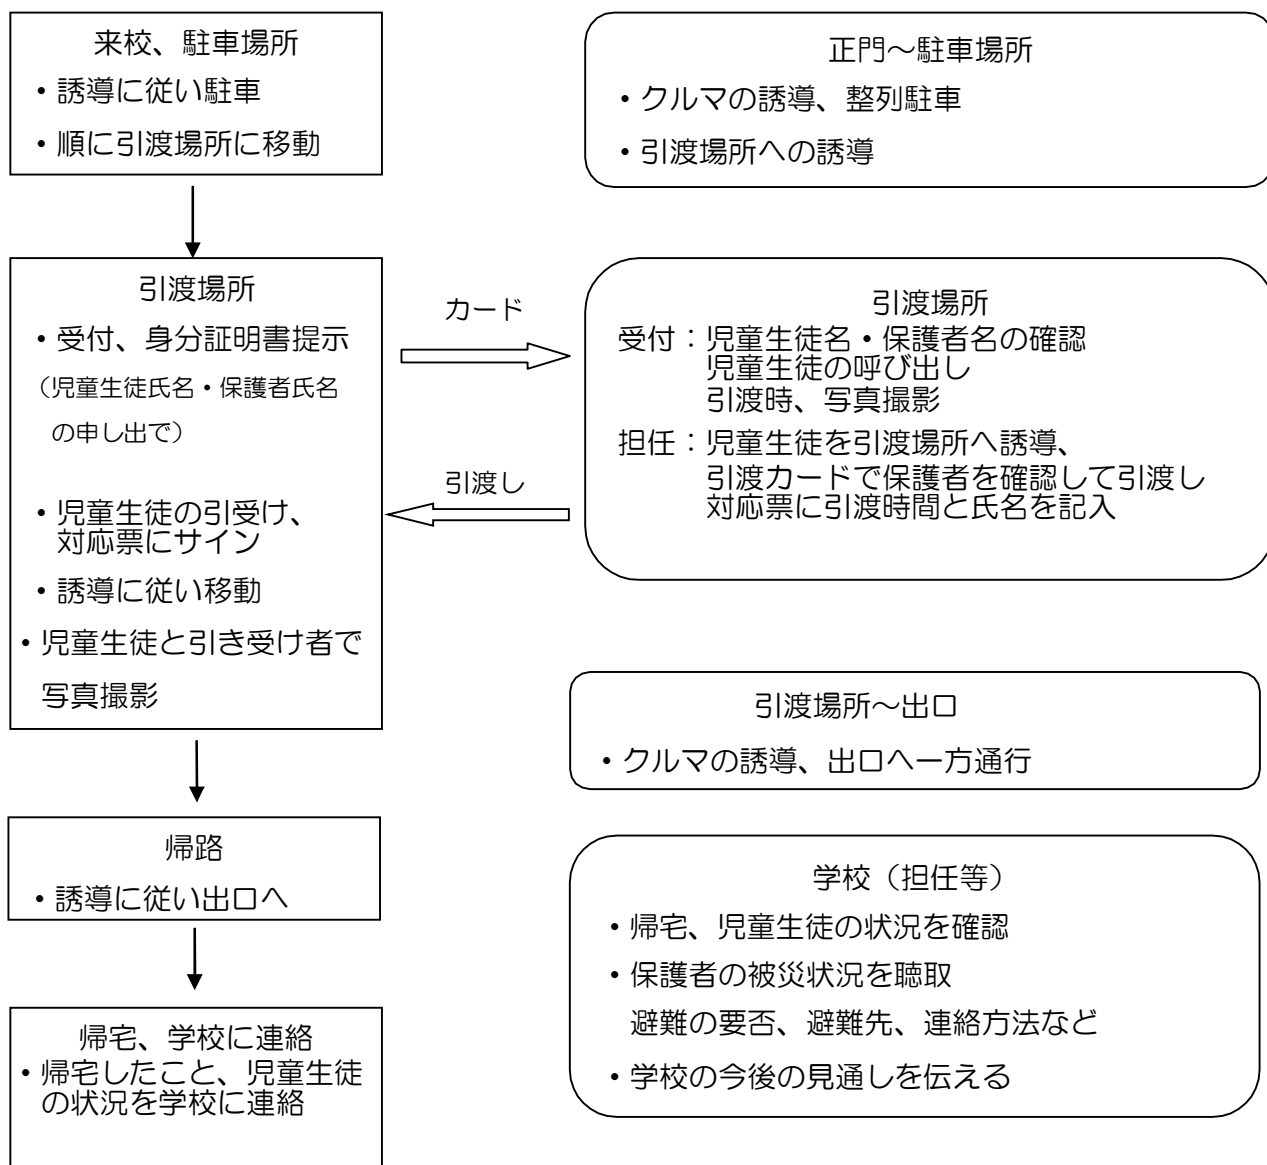 来校、駐車場所
・誘導に従い駐車
・順に引渡場所に移動
正門～駐車場所
・クルマの誘導、整列駐車
・引渡場所への誘導
引渡場所
・受付、身分証明書提示
（児童生徒氏名・保護者氏名
の申し出で）
・児童生徒の引受け、
対応票にサイン
・誘導に従い移動
・児童生徒と引き受け者で
写真撮影
カード
引渡し
引渡場所
受付：児童生徒名・保護者名の確認
児童生徒の呼び出し
引渡時、写真撮影
担任：児童生徒を引渡場所へ誘導、
引渡カードで保護者を確認して引渡し
対応票に引渡時間と氏名を記入
引渡場所～出口
・クルマの誘導、出口へ一方通行
帰路
・誘導に従い出口へ
学校（担任等）
・帰宅、児童生徒の状況を確認
・保護者の被災状況を聴取
避難の要否、避難先、連絡方法など
・学校の今後の見通しを伝える
帰宅、学校に連絡
・帰宅したこと、児童生徒
の状況を学校に連絡